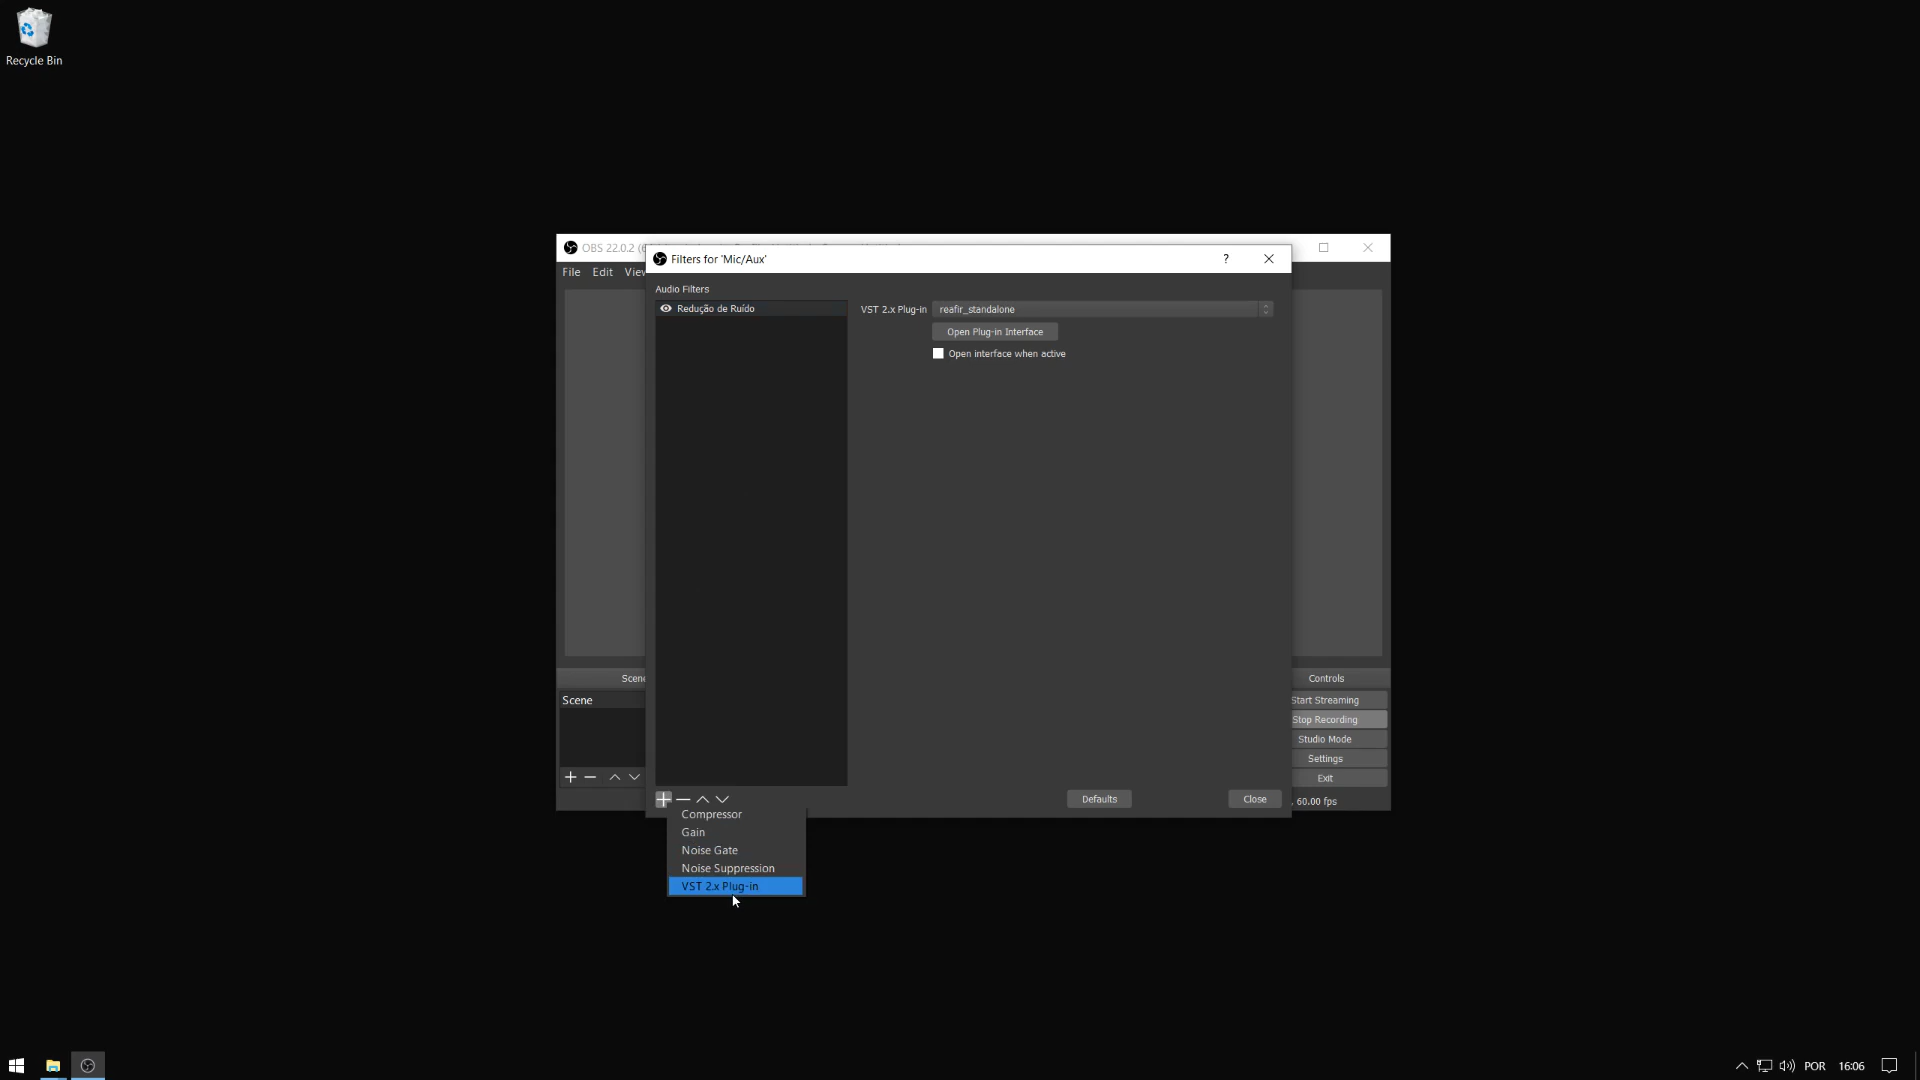 Recycle Bin
OBS 22.0.2 (6
Filters for 'Mic/Aux'
?
File Edit View
Audio Filters
Redução de Ruído
VST 2.x Plug-in reafir_standalone
Open Plug-in Interface
Open interface when active
Scene
Controls
Scene
Start Streaming
Stop Recording
Studio Mode
Settings
Exit
Defaults
Close
, 60.00 fps
Compressor
Gain
Noise Gate
Noise Suppression
VST 2.x Plug-in
POR 16:06